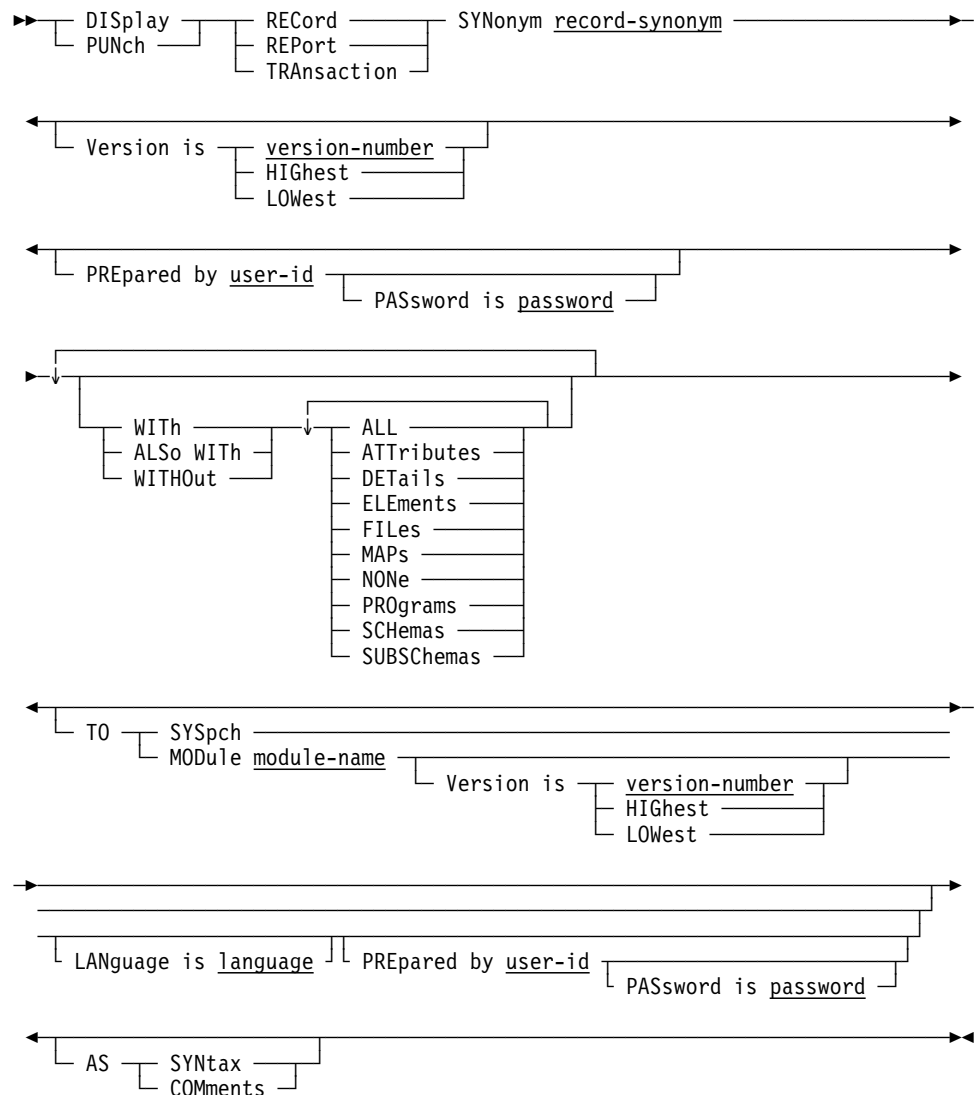 DISplay RECord SYNonym record-synonym
PUNch REPort
TRAnsaction
Version is version-number
HIGhest
LOWest
PREpared by user-id
PASsword is password
WITh ALL
ALSo WITh ATTributes
WITHOut DETails
ELEments
FILes
MAPs
NONe
PROgrams
SCHemas
SUBSChemas
TO SYSpch
MODule module-name
Version is version-number
HIGhest
LOWest
LANguage is language PREpared by user-id
PASsword is password
AS SYNtax
COMments